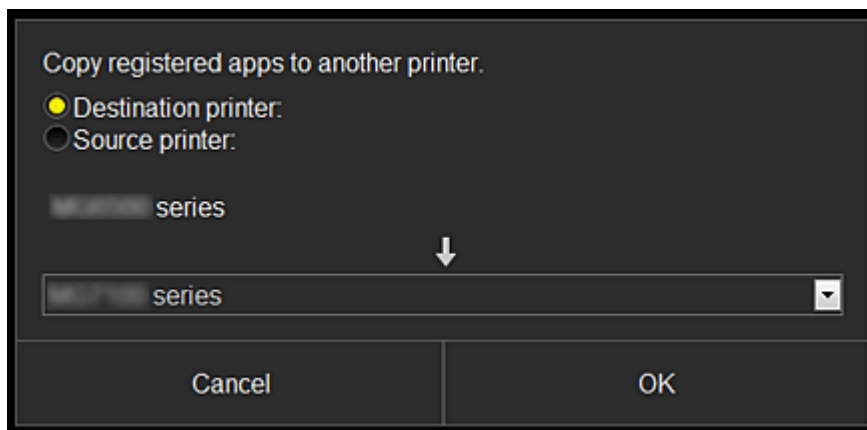 Copy registered apps to another printer.
Destination printer:
Source printer:
series
series
Cancel
OK